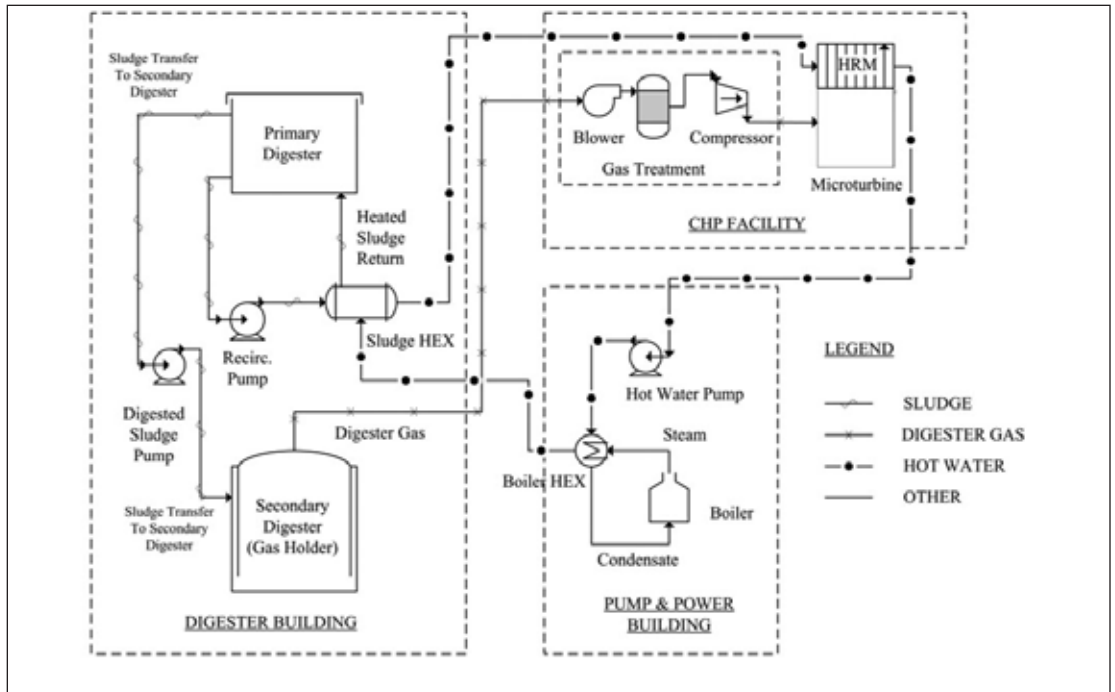 Sludge Transfer
To Secondary
Digester
Primary
Digester
Heated
Sludge
Return
Sludge HEX
Recirc.
Pump
Digested
Sludge
Pump
Digester Gas
Sludge Transfer
To Secondary
Digester
Secondary
Digester
(Gas Holder)
DIGESTER BUILDING
Blower
Compressor
Gas Treatment
HRM
Microturbine
CHP FACILITY
Hot Water Pump
Steam
Boiler HEX
Boiler
Condensate
PUMP & POWER
BUILDING
LEGEND
SLUDGE
DIGESTER GAS
HOT WATER
OTHER